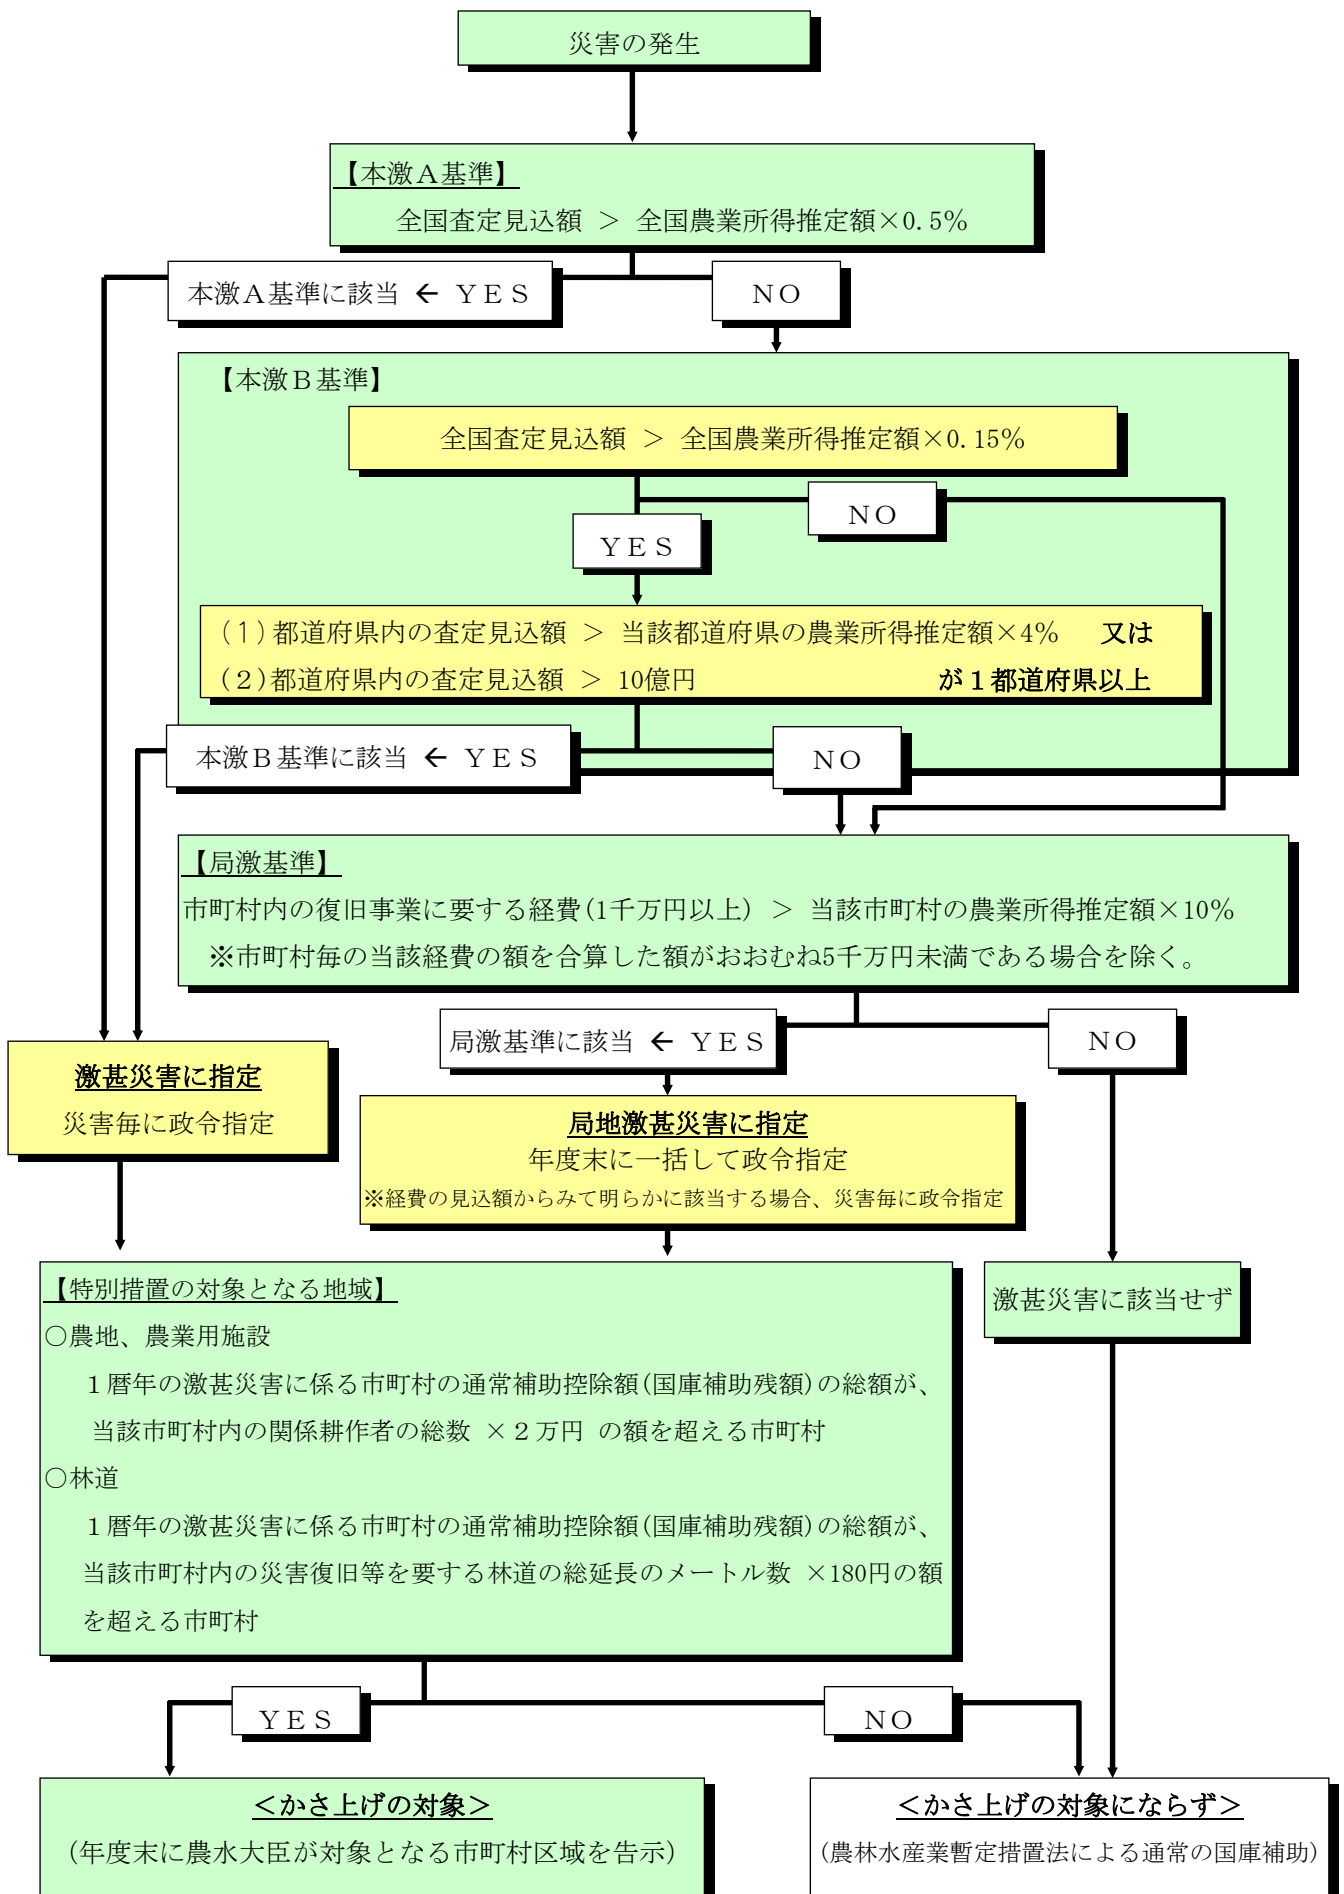 災害の発生
【本激Ａ基準】
全国査定見込額 ＞ 全国農業所得推定額×0.5％
本激Ａ基準に該当 ← ＹＥＳ
ＮＯ
【本激Ｂ基準】
全国査定見込額 ＞ 全国農業所得推定額×0.15％
ＮＯ
ＹＥＳ
(１)都道府県内の査定見込額 ＞ 当該都道府県の農業所得推定額×4％ 又は
(２)都道府県内の査定見込額 ＞ 10億円 が１都道府県以上
本激Ｂ基準に該当 ← ＹＥＳ
ＮＯ
【局激基準】
市町村内の復旧事業に要する経費(1千万円以上) ＞ 当該市町村の農業所得推定額×10％
※市町村毎の当該経費の額を合算した額がおおむね5千万円未満である場合を除く。
局激基準に該当 ← ＹＥＳ
ＮＯ
激甚災害に指定
災害毎に政令指定
局地激甚災害に指定
年度末に一括して政令指定
※経費の見込額からみて明らかに該当する場合、災害毎に政令指定
【特別措置の対象となる地域】
○農地、農業用施設
１暦年の激甚災害に係る市町村の通常補助控除額(国庫補助残額)の総額が、
当該市町村内の関係耕作者の総数 ×２万円 の額を超える市町村
○林道
１暦年の激甚災害に係る市町村の通常補助控除額(国庫補助残額)の総額が、
当該市町村内の災害復旧等を要する林道の総延長のメートル数 ×180円の額
を超える市町村
激甚災害に該当せず
ＹＥＳ
ＮＯ
＜かさ上げの対象＞
(年度末に農水大臣が対象となる市町村区域を告示)
＜かさ上げの対象にならず＞
(農林水産業暫定措置法による通常の国庫補助)